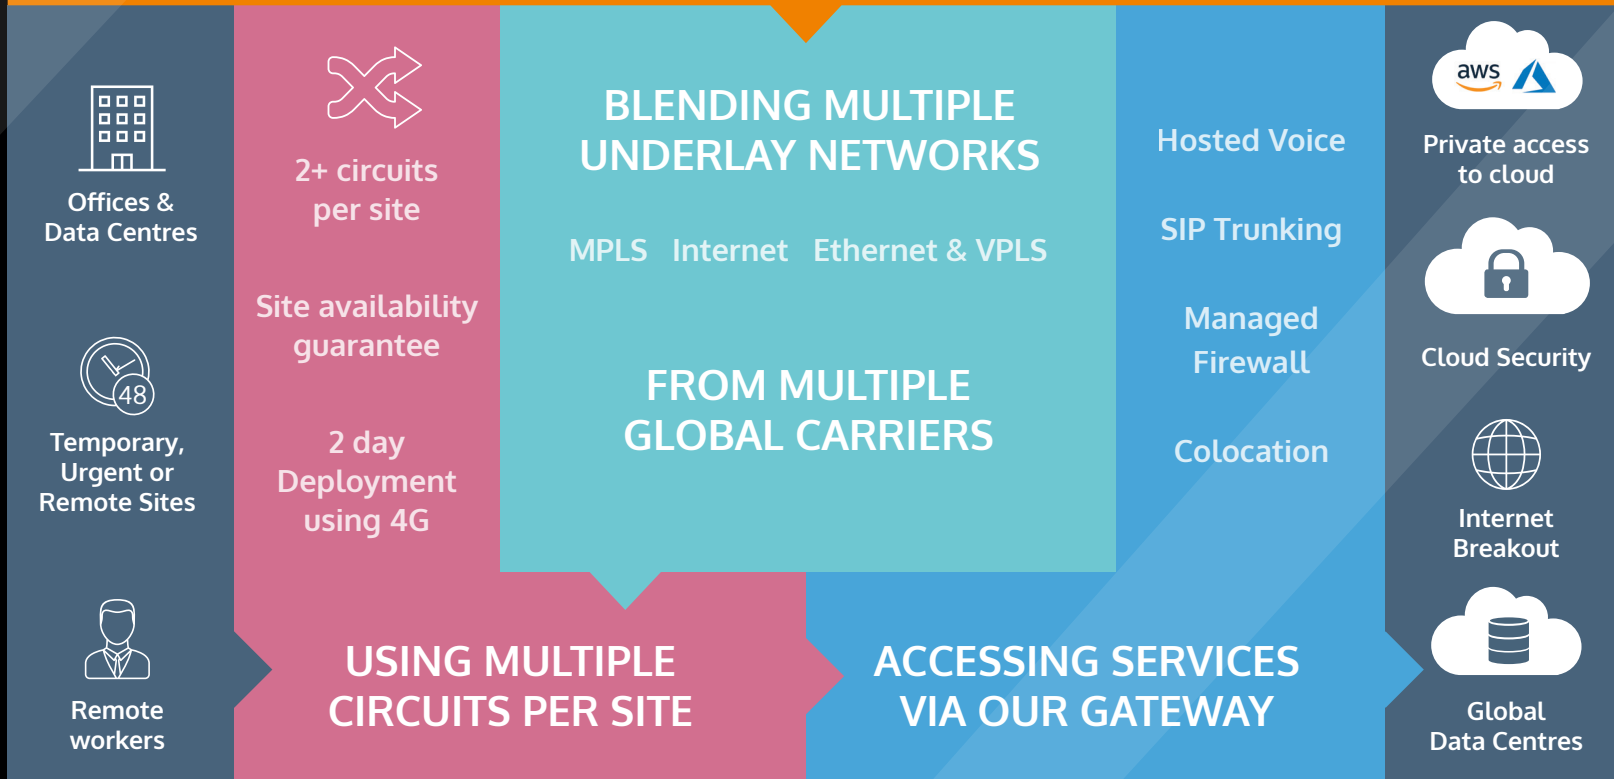 Offices &
Data Centres
48
Temporary,
Urgent or
Remote Sites
Remote
workers
2+ circuits
per site
Site availability
guarantee
2 day
Deployment
using 4G
USING MULTIPLE
CIRCUITS PER SITE
BLENDING MULTIPLE
UNDERLAY NETWORKS
MPLS Internet Ethernet & VPLS
FROM MULTIPLE
GLOBAL CARRIERS
Hosted Voice
SIP Trunking
Managed
Firewall
Colocation
ACCESSING SERVICES
VIA OUR GATEWAY
aws
Private access
to cloud
Cloud Security
Internet
Breakout
Global
Data Centres